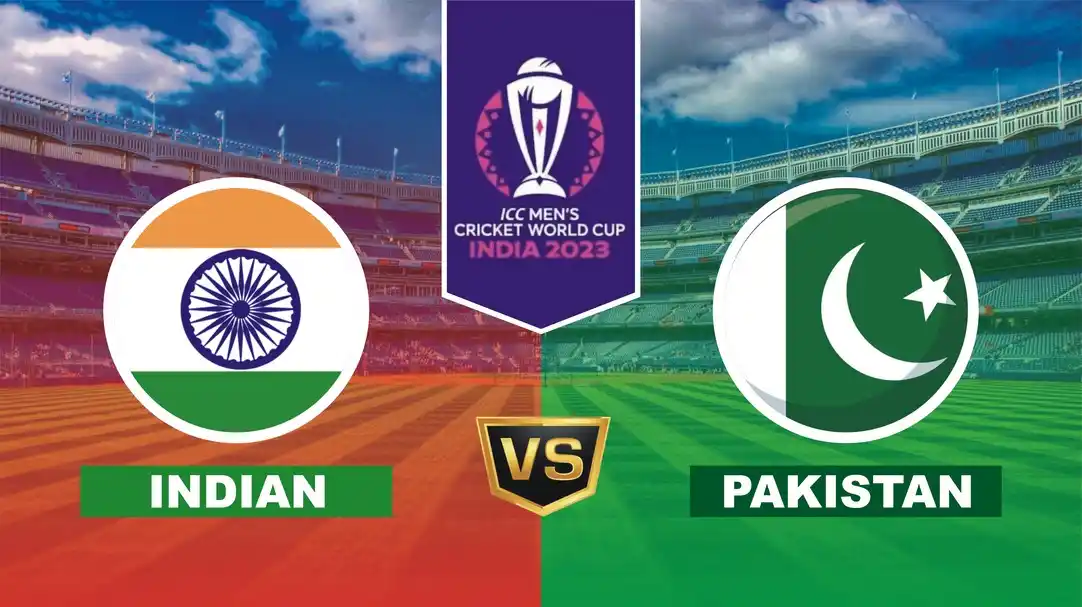 ICC MEN'S
CRICKET WORLD CUP
INDIA 2023
VS
INDIAN
PAKISTAN